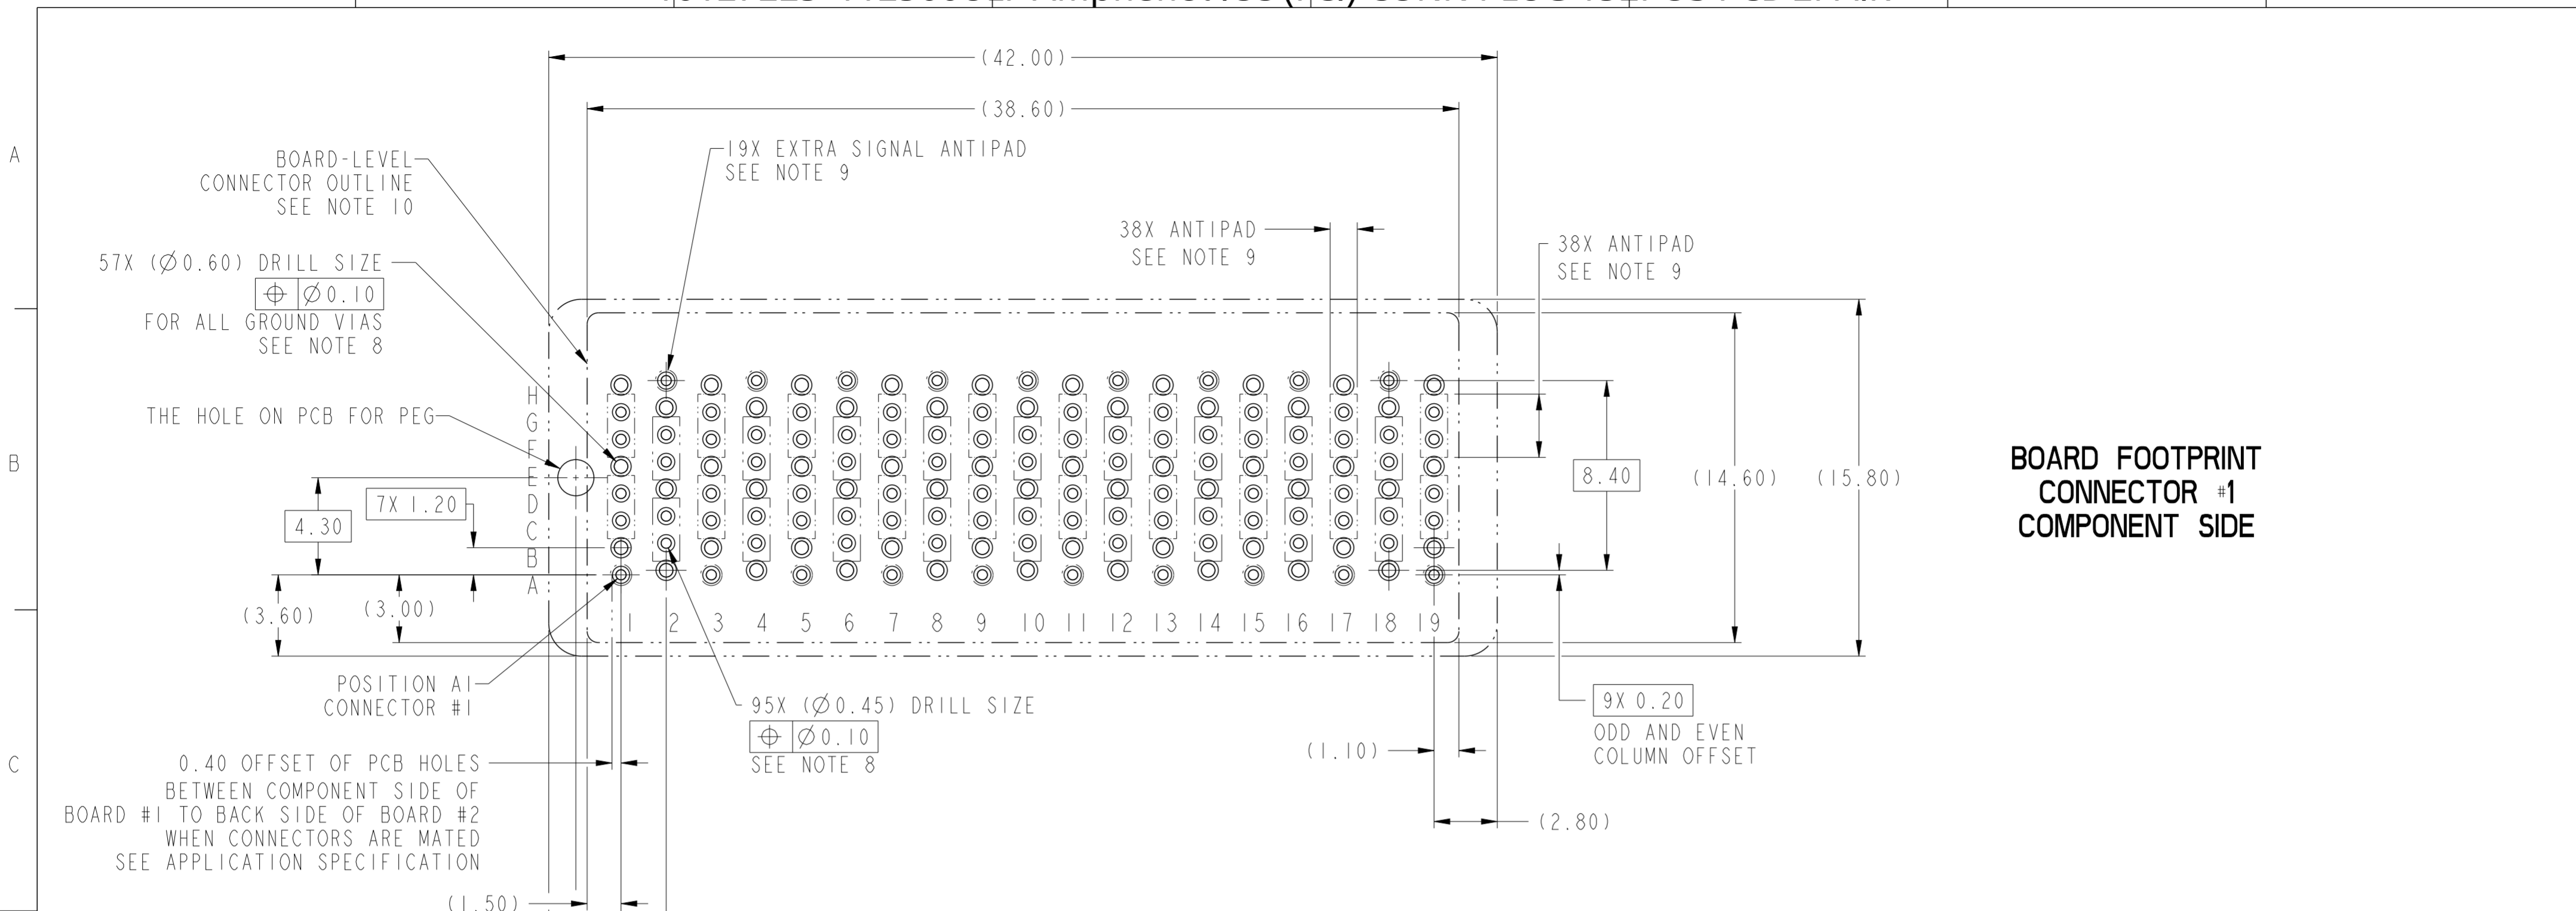 (42.00)
(38.60)
A
BOARD-LEVEL
CONNECTOR OUTLINE
SEE NOTE 10
19X EXTRA SIGNAL ANTIPAD
SEE NOTE 9
38X ANTIPAD
SEE NOTE 9
38X ANTIPAD
SEE NOTE 9
57X (Ø0.60) DRILL SIZE
⌖ Ø0.10
FOR ALL GROUND VIAS
SEE NOTE 8
THE HOLE ON PCB FOR PEG
H
G
F
E
D
C
B
A
B
7X 1.20
4.30
(3.60)
(3.00)
8.40
(14.60)
(15.80)
BOARD FOOTPRINT
CONNECTOR #1
COMPONENT SIDE
1 2 3 4 5 6 7 8 9 10 11 12 13 14 15 16 17 18 19
POSITION A1
CONNECTOR #1
95X (Ø0.45) DRILL SIZE
⌖ Ø0.10
SEE NOTE 8
9X 0.20
ODD AND EVEN
COLUMN OFFSET
(1.10)
(2.80)
C
0.40 OFFSET OF PCB HOLES
BETWEEN COMPONENT SIDE OF
BOARD #1 TO BACK SIDE OF BOARD #2
WHEN CONNECTORS ARE MATED
SEE APPLICATION SPECIFICATION
(1.50)